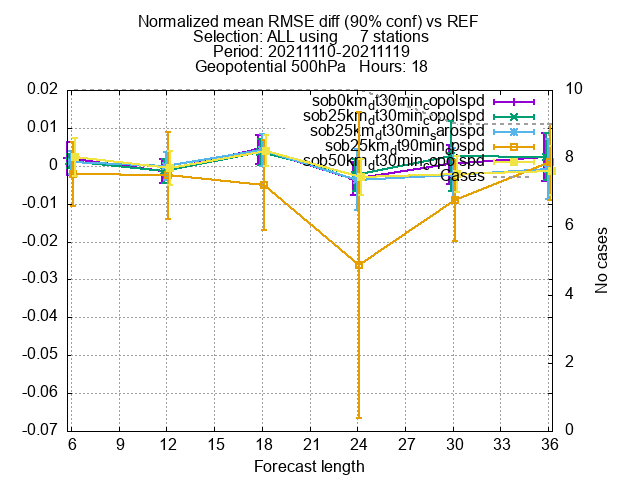 Normalized mean RMSE diff (90% conf) vs REF
Selection: ALL using 7 stations
Period: 20211110-20211119
Geopotential 500hPa Hours: 18
0.02
0.01
0
-0.01
-0.02
-0.03
-0.04
-0.05
-0.06
-0.07
10
8
6
4
2
0
sob0km_dt30min_copolspd
sob25km_dt30min_copolspd
sob25km_dt30min_sarolspd
Cases
6 9 12 15 18 21 24 27 30 33 36
Forecast length
No cases